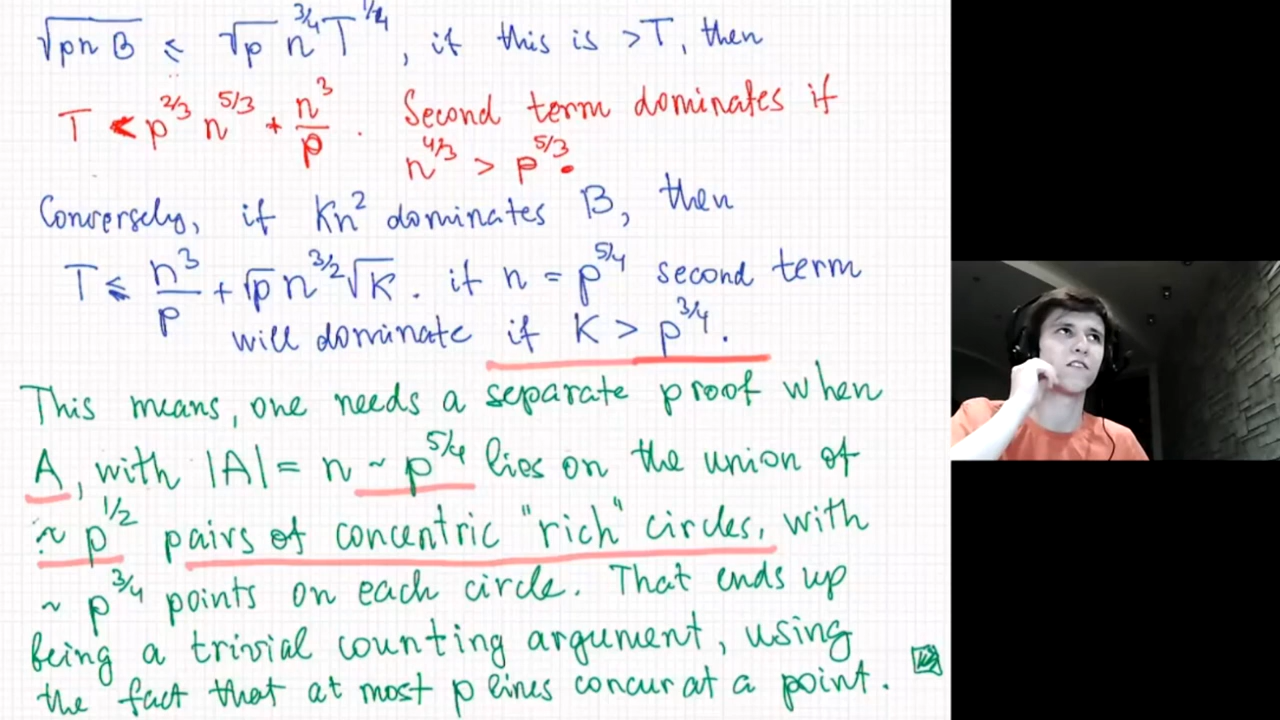 √pnB ≤ √p n^3/4 T^1/4, if this is >T, then
T < p^2/3 n^5/3 + n^3/p. Second term dominates if
n^4/3 > p^5/3.
Conversely, if Kn^2 dominates B, then
T ≤ n^3/p + √p n^3/2 √K. if n = p^5/4 second term
will dominate if K > p^3/4.
This means, one needs a separate proof when
A, with |A| = n ~ p^5/4 lies on the union of
~ p^1/2 pairs of concentric "rich" circles, with
~ p^3/4 points on each circle. That ends up
being a trivial counting argument, using
the fact that at most p lines concur at a point.